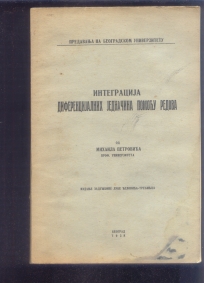 ПРЕДАВАЊА НА БЕОГРАДСКОМ УНИВЕРЗИТЕТУ
ИНТЕГРАЦИЈА
ДИФЕРЕНЦИЈАЛНИХ ЈЕДНАЧИНА ПОМОЋУ РЕДОВА
ОД
МИХАИЛА ПЕТРОВИЋА
ПРОФ. УНИВЕРЗИТЕТА
БЕОГРАД